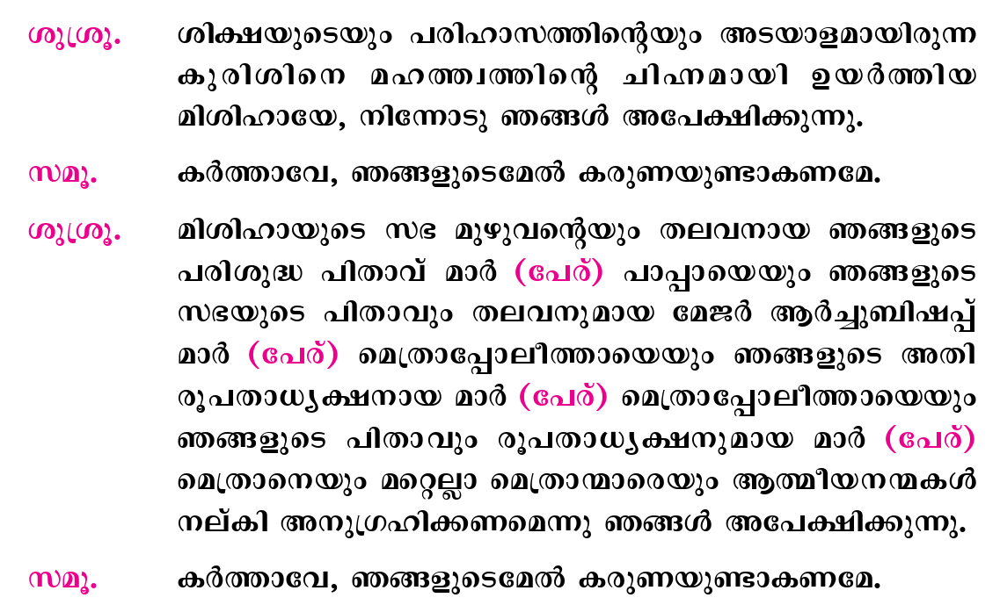 ശുശ്രൂ. ശിക്ഷയുടെയും പരിഹാസത്തിന്റെയും അടയാളമായിരുന്ന
കുരിശിനെ മഹത്ത്വത്തിന്റെ ചിഹ്നമായി ഉയർത്തിയ
മിശിഹായേ, നിന്നോടു ഞങ്ങൾ അപേക്ഷിക്കുന്നു.
സമൂ. കർത്താവേ, ഞങ്ങളുടെമേൽ കരുണയുണ്ടാകണമേ.
ശുശ്രൂ. മിശിഹായുടെ സഭ മുഴുവന്റെയും തലവനായ ഞങ്ങളുടെ
പരിശുദ്ധ പിതാവ് മാർ (പേര്) പാപ്പായെയും ഞങ്ങളുടെ
സഭയുടെ പിതാവും തലവനുമായ മേജർ ആർച്ചുബിഷപ്പ്
മാർ (പേര്) മെത്രാപ്പോലീത്തായെയും ഞങ്ങളുടെ അതി
രൂപതാധ്യക്ഷനായ മാർ (പേര്) മെത്രാപ്പോലീത്തായെയും
ഞങ്ങളുടെ പിതാവും രൂപതാധ്യക്ഷനുമായ മാർ (പേര്)
മെത്രാനെയും മറ്റെല്ലാ മെത്രാന്മാരെയും ആത്മീയനന്മകൾ
നല്കി അനുഗ്രഹിക്കണമെന്നു ഞങ്ങൾ അപേക്ഷിക്കുന്നു.
സമൂ. കർത്താവേ, ഞങ്ങളുടെമേൽ കരുണയുണ്ടാകണമേ.